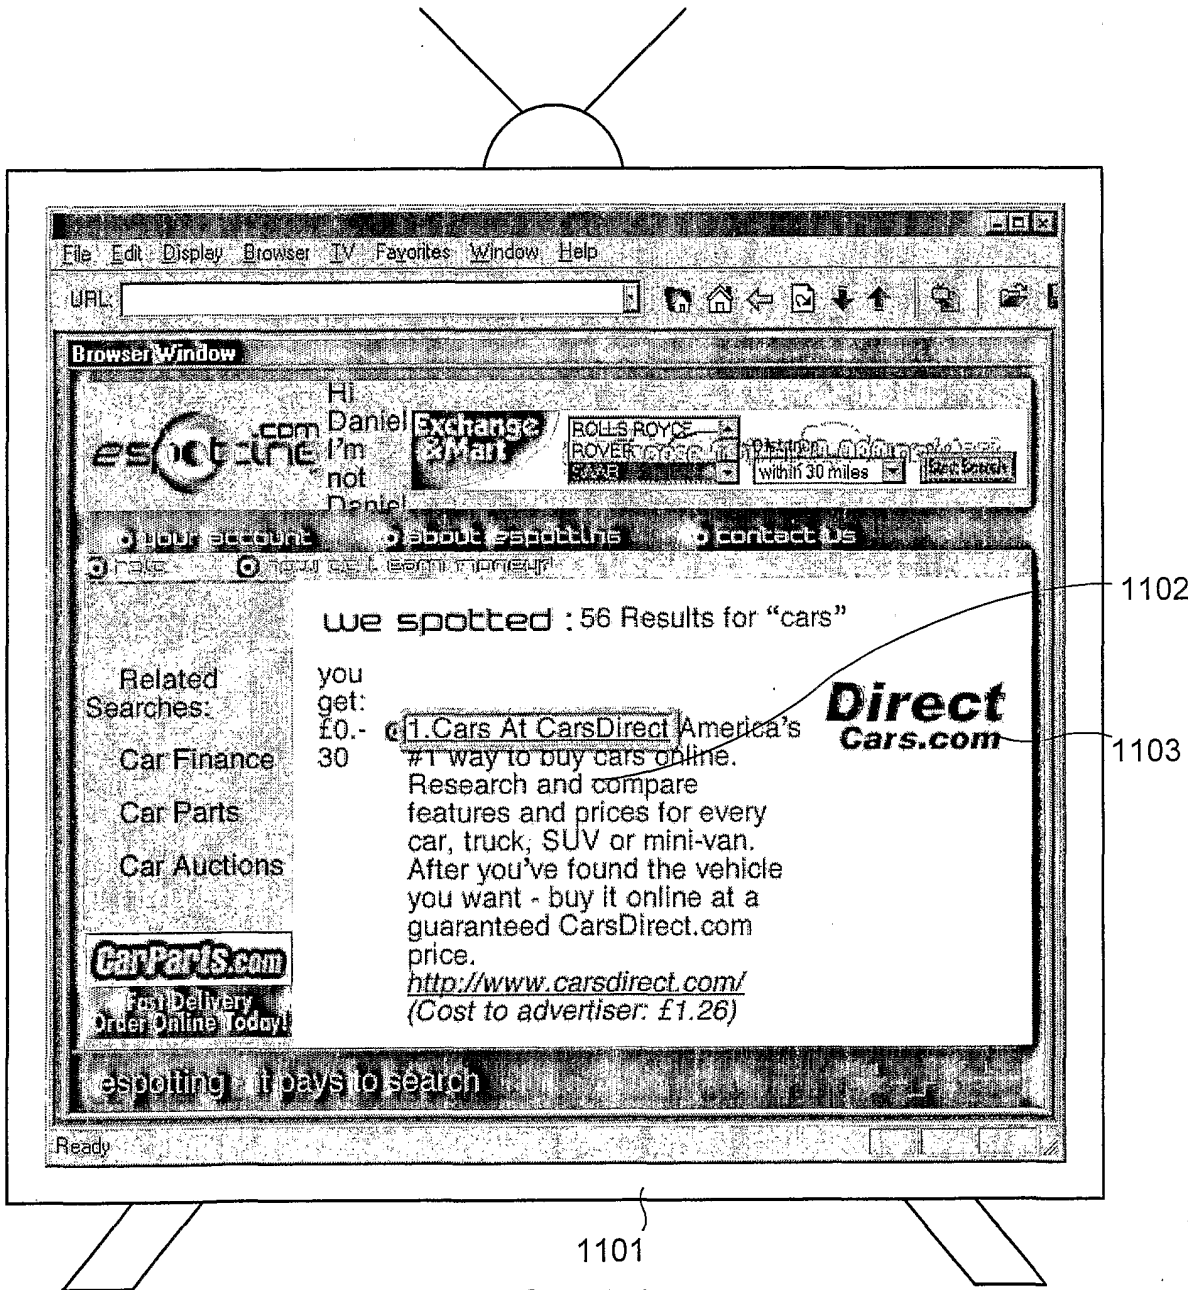 File Edit Display Browser TV Favorites Window Help
URL:
Browser Window
espotting.com
Hi
Daniel
I'm
not
Daniel
Exchange
& Mart
ROLLS ROYCE
ROVER
SAAB
within 30 miles
your account about espotting contact us
we spotted : 56 Results for “cars”
1102
Related
Searches:
Car Finance
Car Parts
Car Auctions
you
get:
£0.-
30
1.Cars At CarsDirect America's
#1 way to buy cars online.
Research and compare
features and prices for every
car, truck, SUV or mini-van.
After you've found the vehicle
you want - buy it online at a
guaranteed CarsDirect.com
price.
http://www.carsdirect.com/
(Cost to advertiser: £1.26)
Direct
Cars.com
1103
CarParts.com
Fast Delivery
Order Online Today!
espotting - it pays to search
Ready
1101